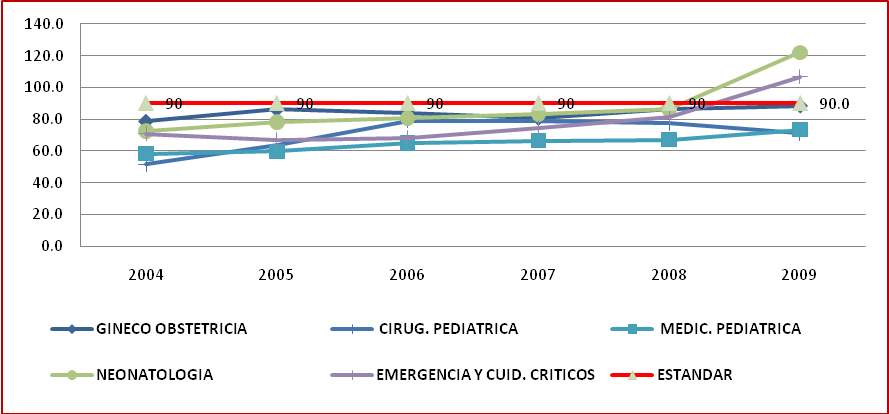 140.0
120.0
100.0
90 90 90 90 90 90.0
80.0
60.0
40.0
20.0
0.0
2004 2005 2006 2007 2008 2009
GINECO OBSTETRICIA CIRUG. PEDIATRICA MEDIC. PEDIATRICA
NEONATOLOGIA EMERGENCIA Y CUID. CRITICOS ESTANDAR